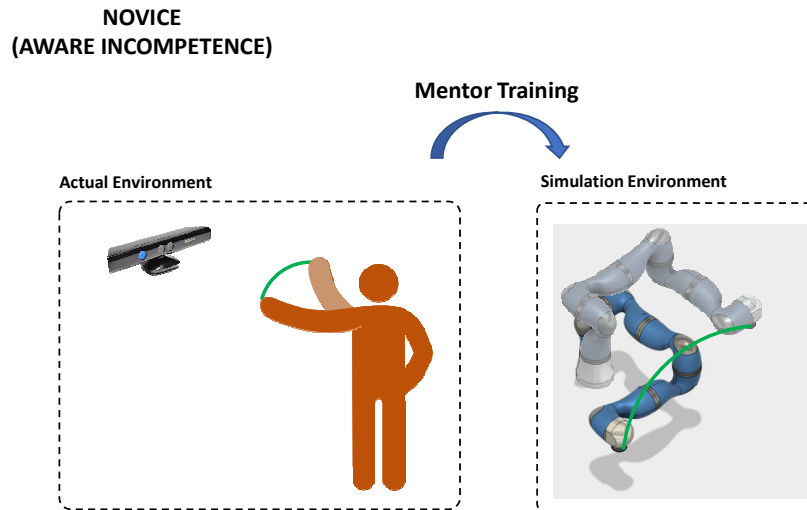 NOVICE
(AWARE INCOMPETENCE)
Mentor Training
Actual Environment
Simulation Environment